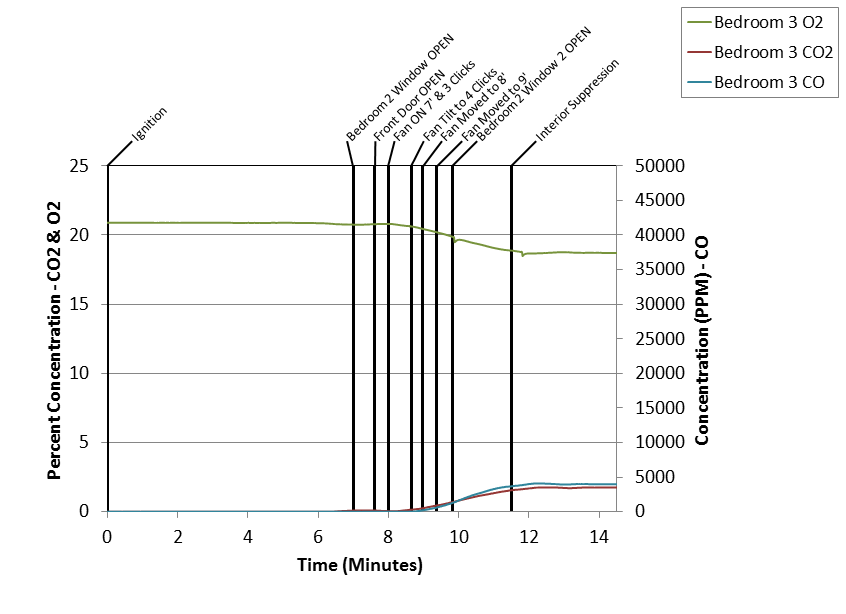 Bedroom 3 O2
Bedroom 3 CO2
Bedroom 3 CO
Ignition
Bedroom 2 Window OPEN
Front Door OPEN
Fan ON 7' & 3 Clicks
Fan Tilt to 4 Clicks
Fan Moved to 8'
Fan Moved to 9'
Bedroom 2 Window 2 OPEN
Interior Suppression
Percent Concentration - CO2 & O2
25
20
15
10
5
0
50000
45000
40000
35000
30000
25000
20000
15000
10000
5000
0
Concentration (PPM) - CO
0 2 4 6 8 10 12 14
Time (Minutes)